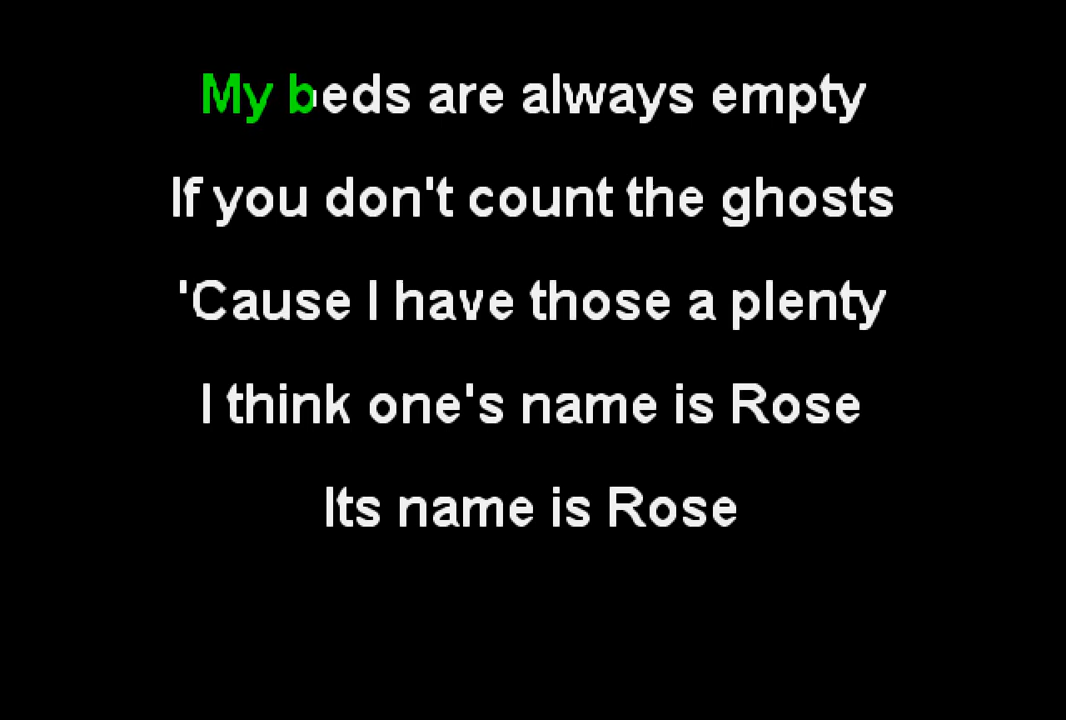 My beds are always empty
If you don't count the ghosts
'Cause I have those a plenty
I think one's name is Rose
Its name is Rose